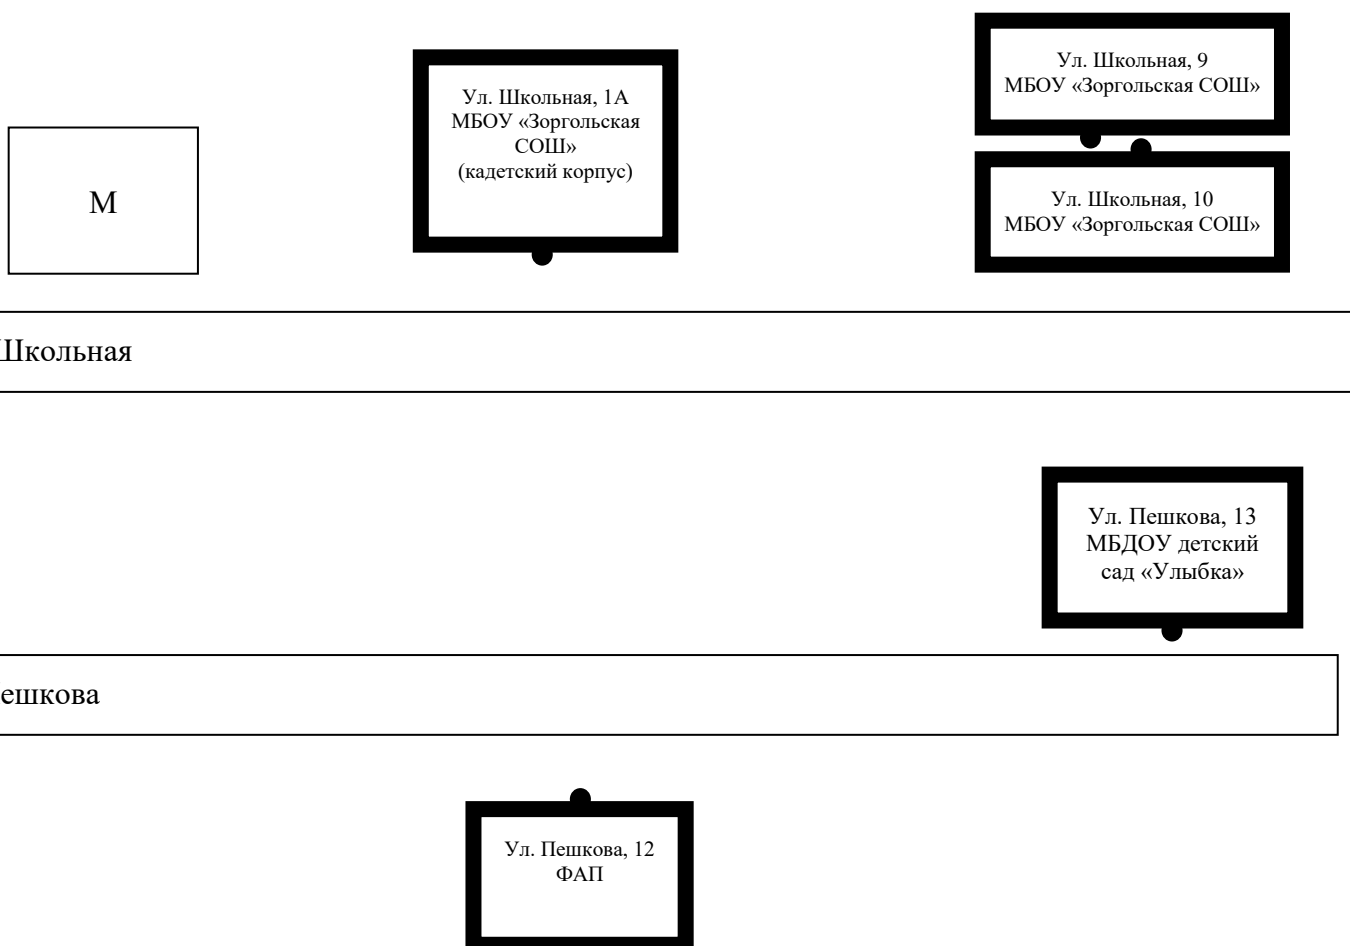 Ул. Школьная, 9
МБОУ «Зоргольская СОШ»
Ул. Школьная, 1А
МБОУ «Зоргольская
СОШ»
(кадетский корпус)
М
Ул. Школьная, 10
МБОУ «Зоргольская СОШ»
Школьная
Ул. Пешкова, 13
МБДОУ детский
сад «Улыбка»
ешкова
Ул. Пешкова, 12
ФАП